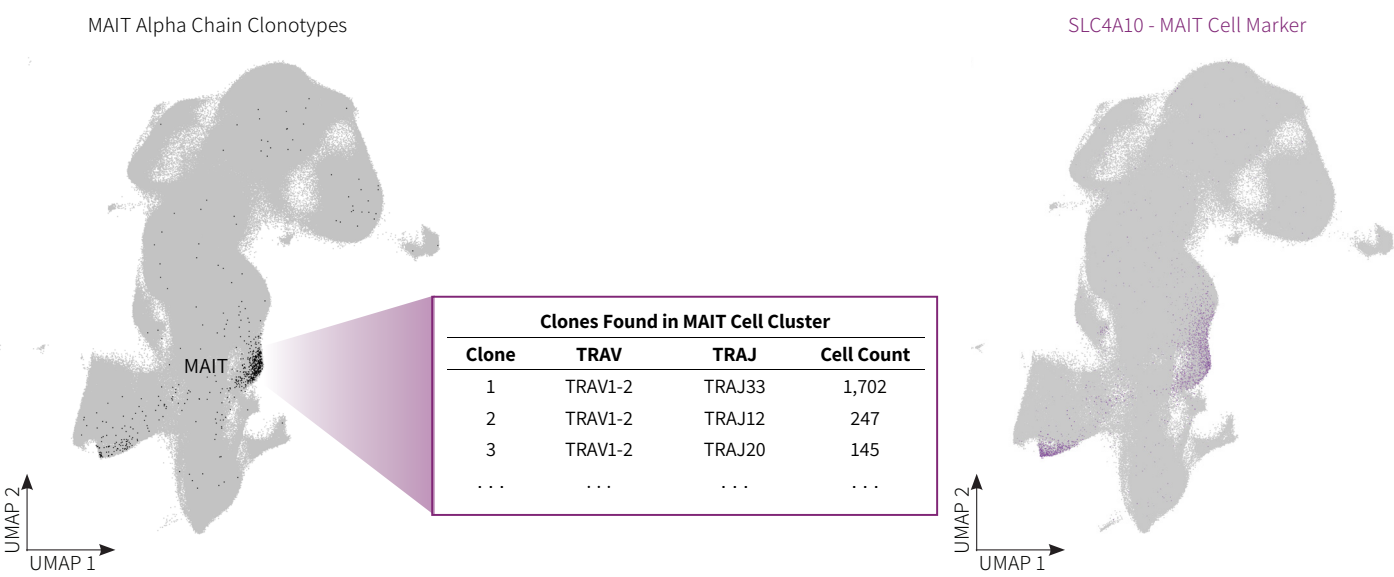 MAIT Alpha Chain Clonotypes
SLC4A10 - MAIT Cell Marker
MAIT
Clones Found in MAIT Cell Cluster
Clone TRAV TRAJ Cell Count
1 TRAV1-2 TRAJ33 1,702
2 TRAV1-2 TRAJ12 247
3 TRAV1-2 TRAJ20 145
. . . . . . . . . . . .
UMAP 2
UMAP 1
UMAP 2
UMAP 1